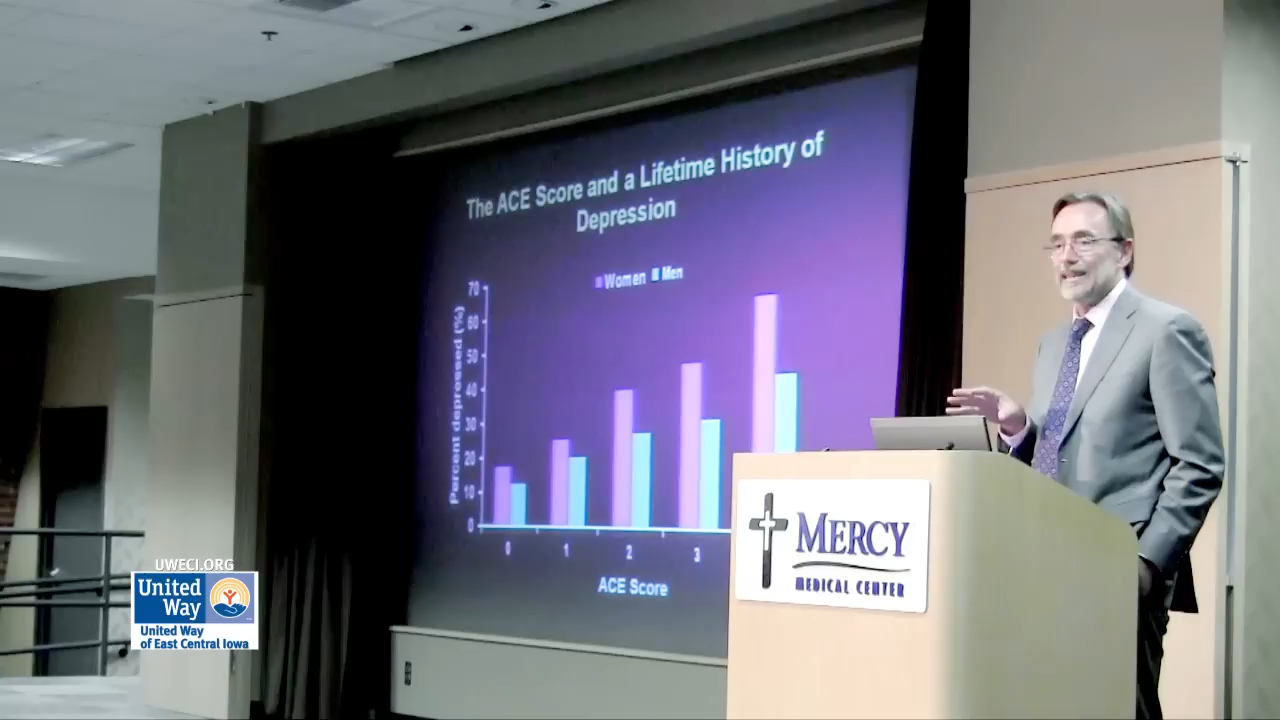 The ACE Score and a Lifetime History of
Depression
Women Men
Percent depressed (%)
70
60
50
40
30
20
10
0
0 1 2 3
ACE Score
MERCY
MEDICAL CENTER
UWECI.ORG
United
Way
United Way
of East Central Iowa